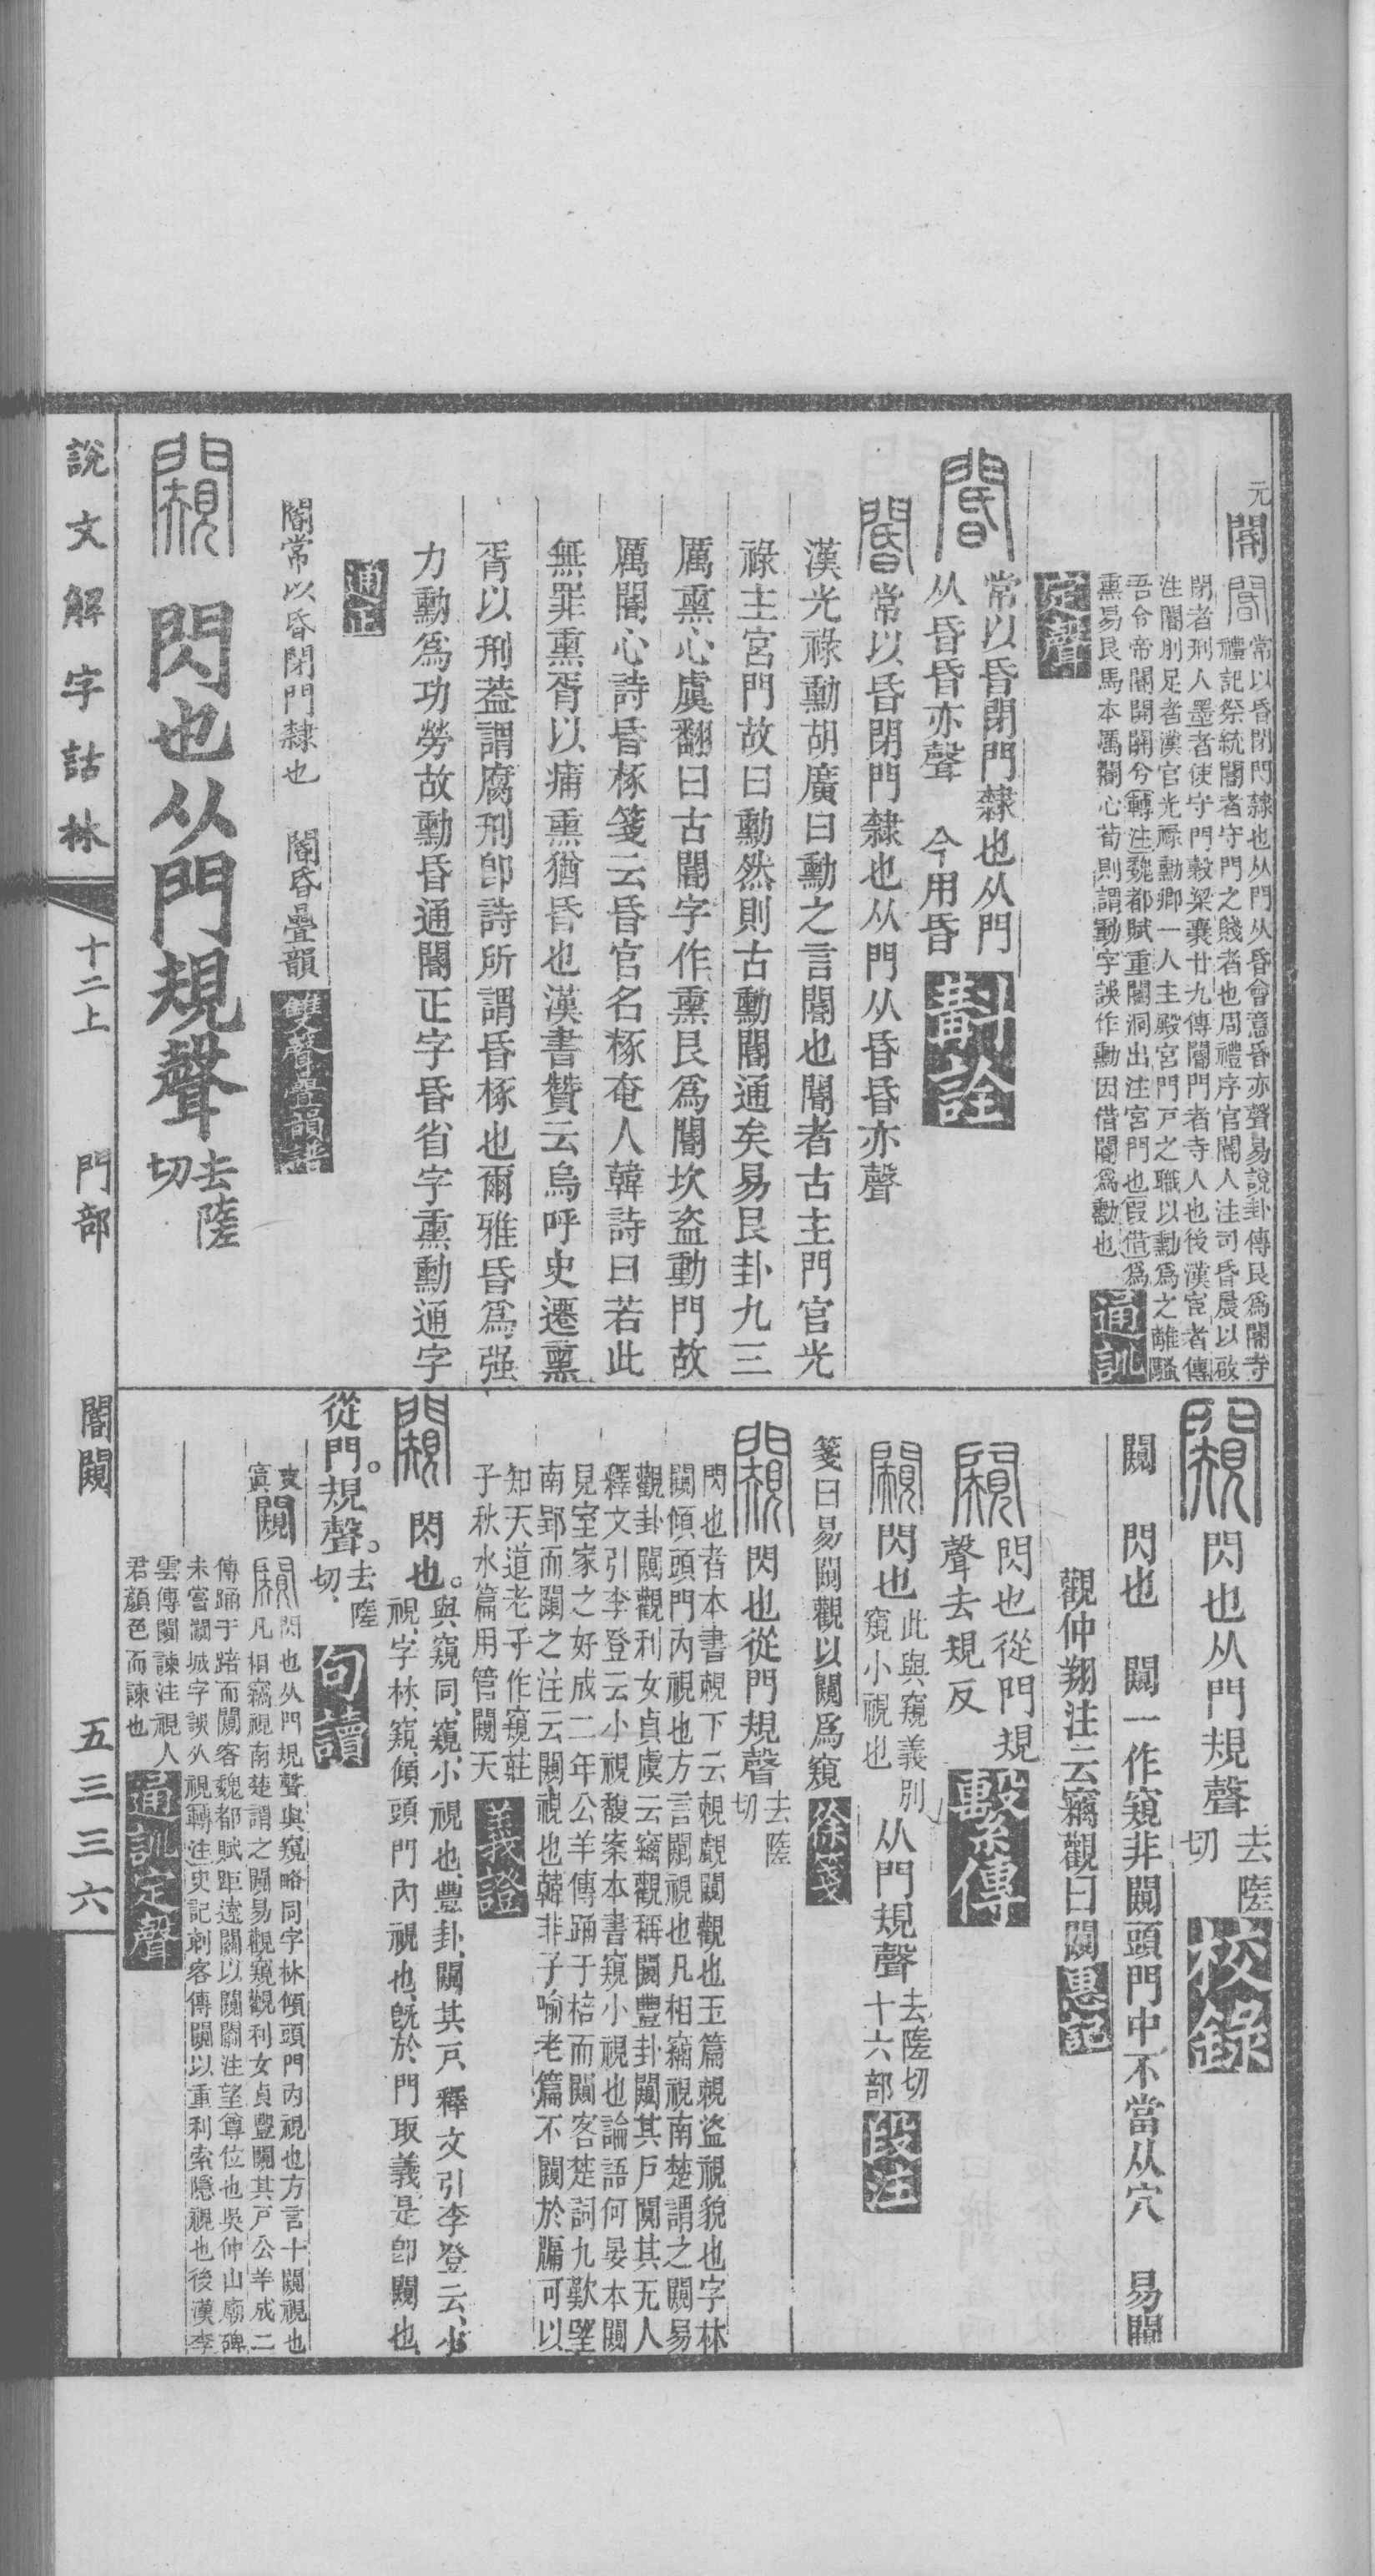 元
閽
常以昏閉門隸也从門从昏會意昏亦聲易說卦傳艮爲閽寺
禮記祭統閽者守門之賤者也周禮序官閽人注司昏晨以啟
閉者刑人墨者使守門穀梁襄廿九傳閽門者寺人也後漢宦者傳
注閽刖足者漢官光祿勳卿一人主殿宮門戸之職以勳爲之離騷
吾令帝閽開關兮轉注魏都賦重閽洞出注宮門也假借爲
熏易艮馬本厲閽心荀則謂動字誤作勳因借閽爲勳也
通訓
定聲
閽
常以昏閉門隸也从門
从昏昏亦聲 今用昏
斠詮
閽常以昏閉門隸也从門从昏昏亦聲
漢光祿勳胡廣曰勳之言閽也閽者古主門官光
祿主宮門故曰勳然則古勳閽通矣易艮卦九三
厲熏心虞翻曰古閽字作熏艮爲閽坎盜動門故
厲閽心詩昏椓箋云昏官名椓奄人韓詩曰若此
無罪熏胥以痡熏猶昏也漢書贊云烏呼史遷熏
胥以刑蓋謂腐刑卽詩所謂昏椓也爾雅昏爲强
力勳爲功勞故勳昏通閽正字昏省字熏勳通字
通正
閽常以昏閉門隸也 閽昏疊韻
雙聲疊韻譜
闚 閃也从門規聲
去隓
切
闚閃也从門規聲
去隓
切
校錄
闚 閃也 闚一作窺非闚頭門中不當从穴 易闚
觀仲翔注云竊觀曰闚
惠記
闚
閃也從門規
聲去規反
繫傳
闚閃也
此與窺義別
窺小視也
从門規聲
去隓切
十六部
段注
箋曰易闚觀以闚爲窺
徐箋
闚閃也從門規聲
去隓
切
閃也者本書覢下云覢覷闚觀也玉篇覢盜視貌也字林
闚傾頭門內視也方言闚視也凡相竊視南楚謂之闚易
觀卦闚觀利女貞虞云竊觀稱闚豐卦闚其戸闃其无人
釋文引李登云小視馥案本書窺小視也論語何晏本闚
見室家之好成二年公羊傳踊于棓而闚客楚詞九歎望
南郢而闚之注云闚視也韓非子喻老篇不闚於牖可以
知天道老子作窺莊
子秋水篇用管闚天
義證
闚 閃也。
與窺同、窺小視也、豐卦、闚其戸、釋文引李登云、小
視、字林、窺、傾頭門內視也、旣於門取義是卽闚也、
從門。規聲。
去隓
切、
句讀
寘 闚
閃也从門規聲與窺略同字林傾頭門內視也方言十闚視也
凡相竊視南楚謂之闚易觀窺觀利女貞豐闚其戸公羊成二
傳踊于踣而闚客魏都賦距遠關以闚闟注望尊位也吳仲山廟碑
未嘗闚城字誤从視轉注史記刺客傳闚以重利索隱視也後漢李
雲傳闚諫注視人
君顏色而諫也
通訓定聲
說文解字詁林
十二上
門部
閽闚
五三三六